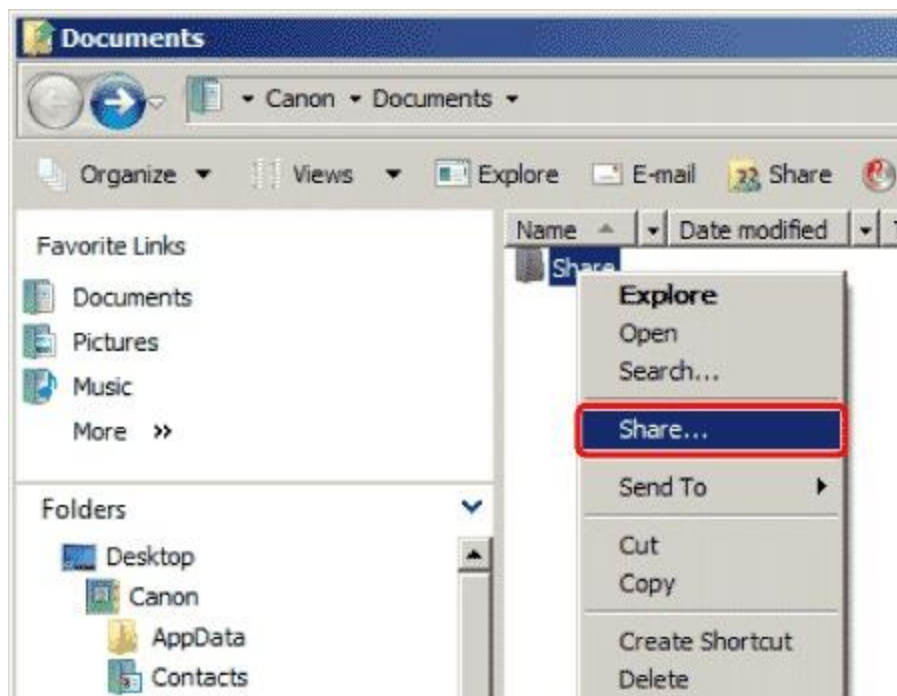 Documents
Canon Documents
Organize Views Explore E-mail Share
Favorite Links
Documents
Pictures
Music
More »
Folders
Desktop
Canon
AppData
Contacts
Name Date modified
Share
Explore
Open
Search...
Share...
Send To
Cut
Copy
Create Shortcut
Delete